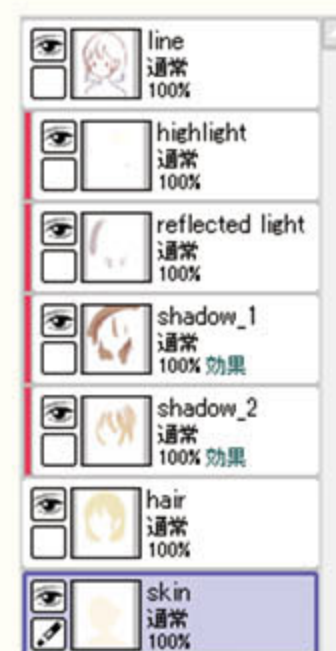 line
通常
100%
highlight
通常
100%
reflected light
通常
100%
shadow_1
通常
100% 効果
shadow_2
通常
100% 効果
hair
通常
100%
skin
通常
100%